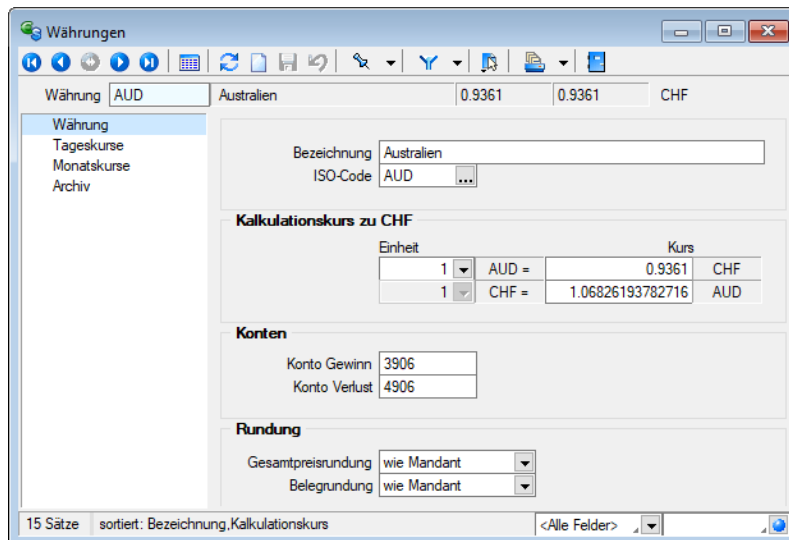 Währungen
Währung AUD Australien 0.9361 0.9361 CHF
Währung
Tageskurse
Monatskurse
Archiv
Bezeichnung Australien
ISO-Code AUD ...
Kalkulationskurs zu CHF
Einheit Kurs
1 AUD = 0.9361 CHF
1 CHF = 1.06826193782716 AUD
Konten
Konto Gewinn 3906
Konto Verlust 4906
Rundung
Gesamtpreisrundung wie Mandant
Belegrundung wie Mandant
15 Sätze sortiert: Bezeichnung,Kalkulationskurs <Alle Felder>